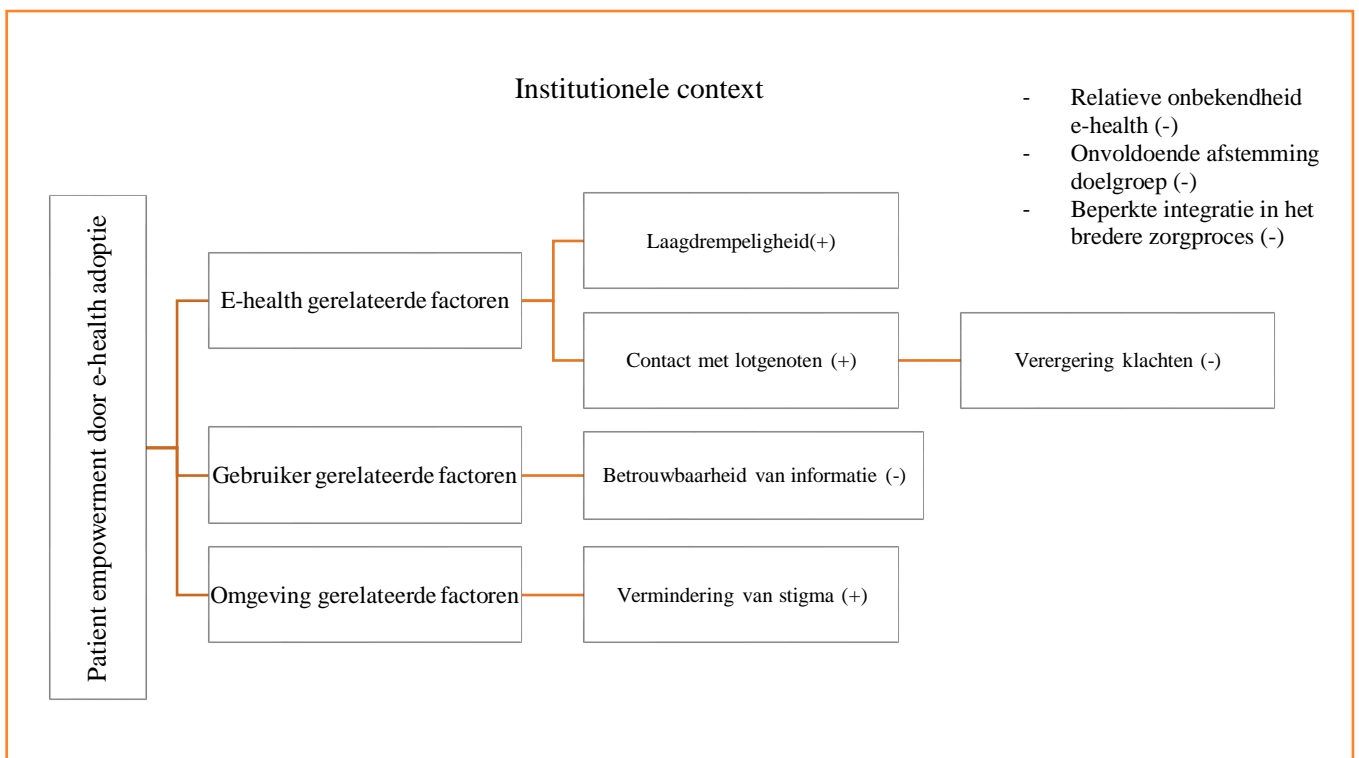 Institutionele context
- Relatieve onbekendheid
e-health (-)
- Onvoldoende afstemming
doelgroep (-)
- Beperkte integratie in het
bredere zorgproces (-)
Patient empowerment door e-health adoptie
E-health gerelateerde factoren
Laagdrempeligheid(+)
Contact met lotgenoten (+)
Verergering klachten (-)
Gebruiker gerelateerde factoren
Betrouwbaarheid van informatie (-)
Omgeving gerelateerde factoren
Vermindering van stigma (+)